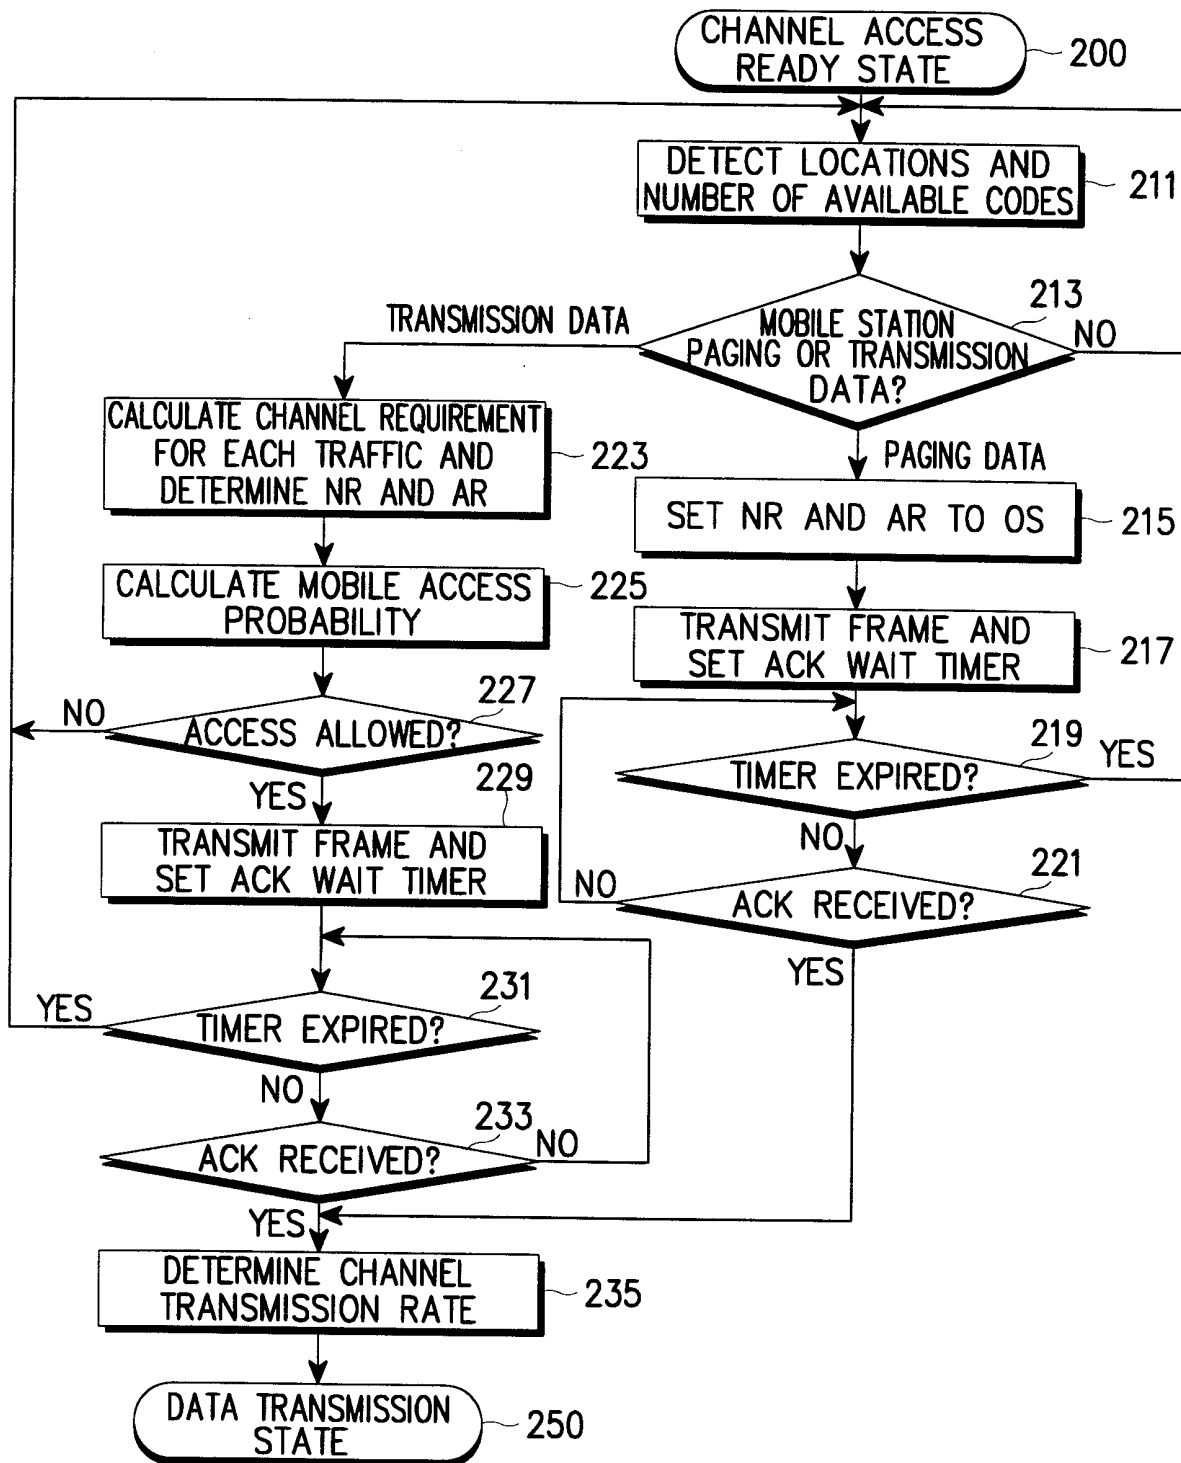 CHANNEL ACCESS
READY STATE
200
DETECT LOCATIONS AND
NUMBER OF AVAILABLE CODES
211
213
MOBILE STATION
PAGING OR TRANSMISSION
DATA?
NO
TRANSMISSION DATA
PAGING DATA
CALCULATE CHANNEL REQUIREMENT
FOR EACH TRAFFIC AND
DETERMINE NR AND AR
223
SET NR AND AR TO OS
215
CALCULATE MOBILE ACCESS
PROBABILITY
225
TRANSMIT FRAME AND
SET ACK WAIT TIMER
217
227
NO
ACCESS ALLOWED?
YES
219
TIMER EXPIRED?
YES
NO
229
TRANSMIT FRAME AND
SET ACK WAIT TIMER
221
NO
ACK RECEIVED?
YES
231
YES
TIMER EXPIRED?
NO
233
ACK RECEIVED?
NO
YES
DETERMINE CHANNEL
TRANSMISSION RATE
235
DATA TRANSMISSION
STATE
250